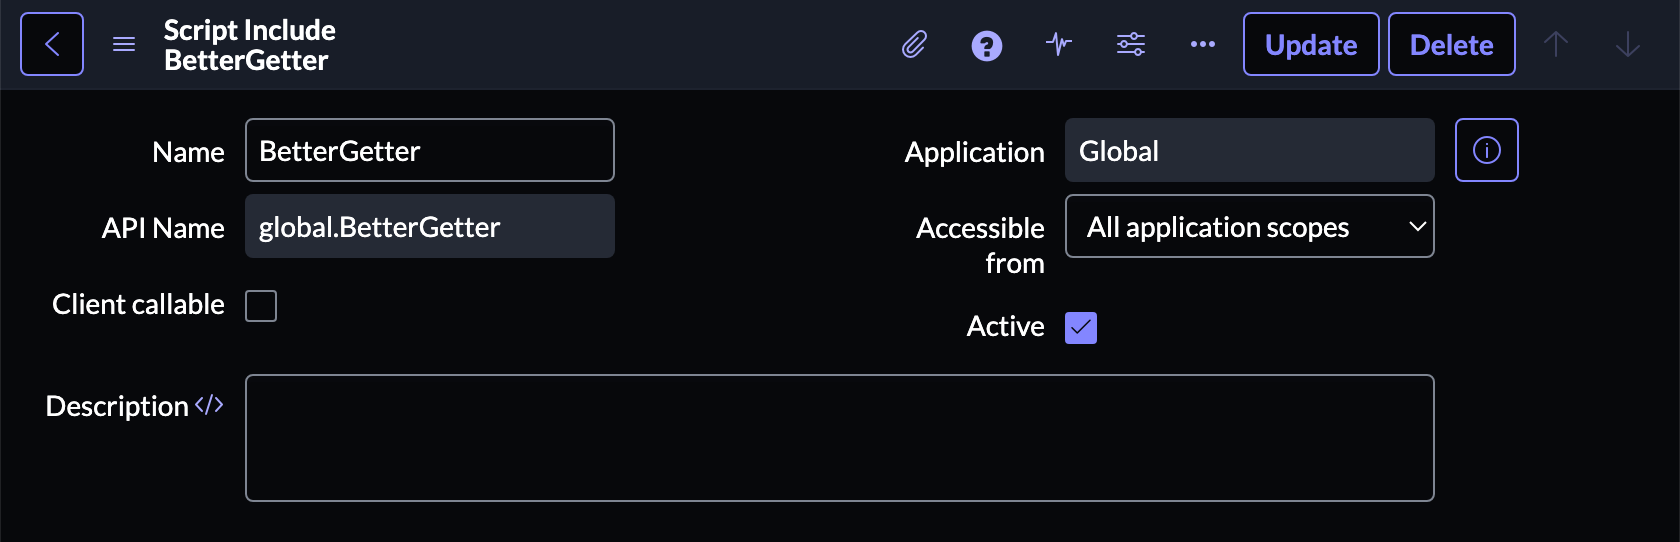 Script Include
BetterGetter
Update
Delete
Name
BetterGetter
Application
Global
API Name
global.BetterGetter
Accessible
from
All application scopes
Client callable
Active
Description </>